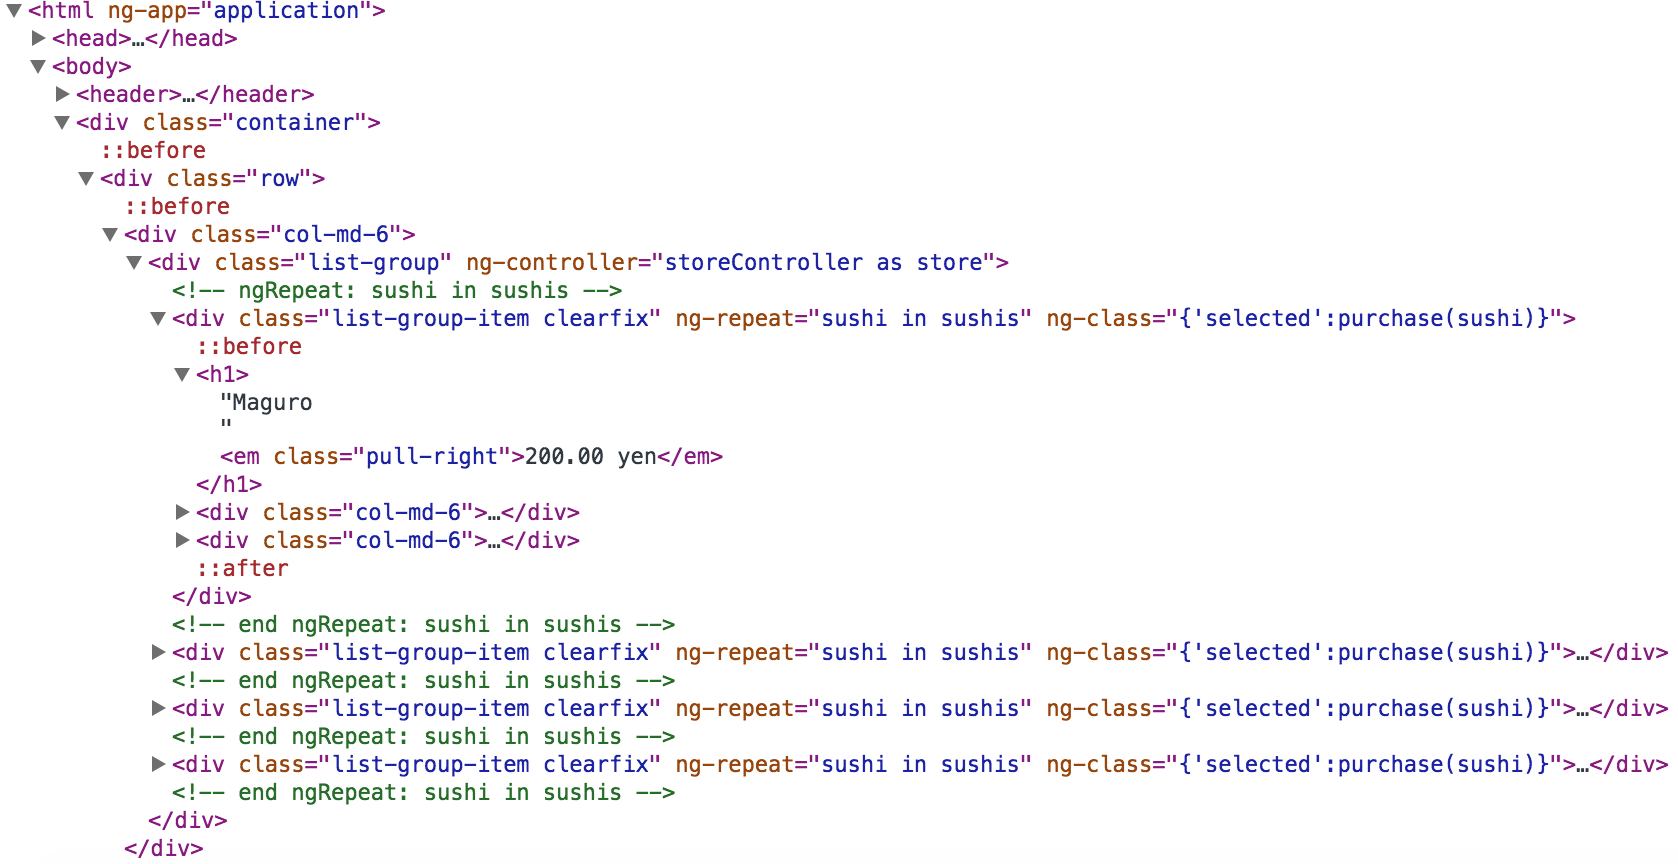 <html ng-app="application">
<head>…</head>
<body>
<header>…</header>
<div class="container">
::before
<div class="row">
::before
<div class="col-md-6">
<div class="list-group" ng-controller="storeController as store">
<!-- ngRepeat: sushi in sushis -->
<div class="list-group-item clearfix" ng-repeat="sushi in sushis" ng-class="{'selected':purchase(sushi)}">
::before
<h1>
"Maguro
"
<em class="pull-right">200.00 yen</em>
</h1>
<div class="col-md-6">…</div>
<div class="col-md-6">…</div>
::after
</div>
<!-- end ngRepeat: sushi in sushis -->
<div class="list-group-item clearfix" ng-repeat="sushi in sushis" ng-class="{'selected':purchase(sushi)}">…</div>
<!-- end ngRepeat: sushi in sushis -->
<div class="list-group-item clearfix" ng-repeat="sushi in sushis" ng-class="{'selected':purchase(sushi)}">…</div>
<!-- end ngRepeat: sushi in sushis -->
<div class="list-group-item clearfix" ng-repeat="sushi in sushis" ng-class="{'selected':purchase(sushi)}">…</div>
<!-- end ngRepeat: sushi in sushis -->
</div>
</div>